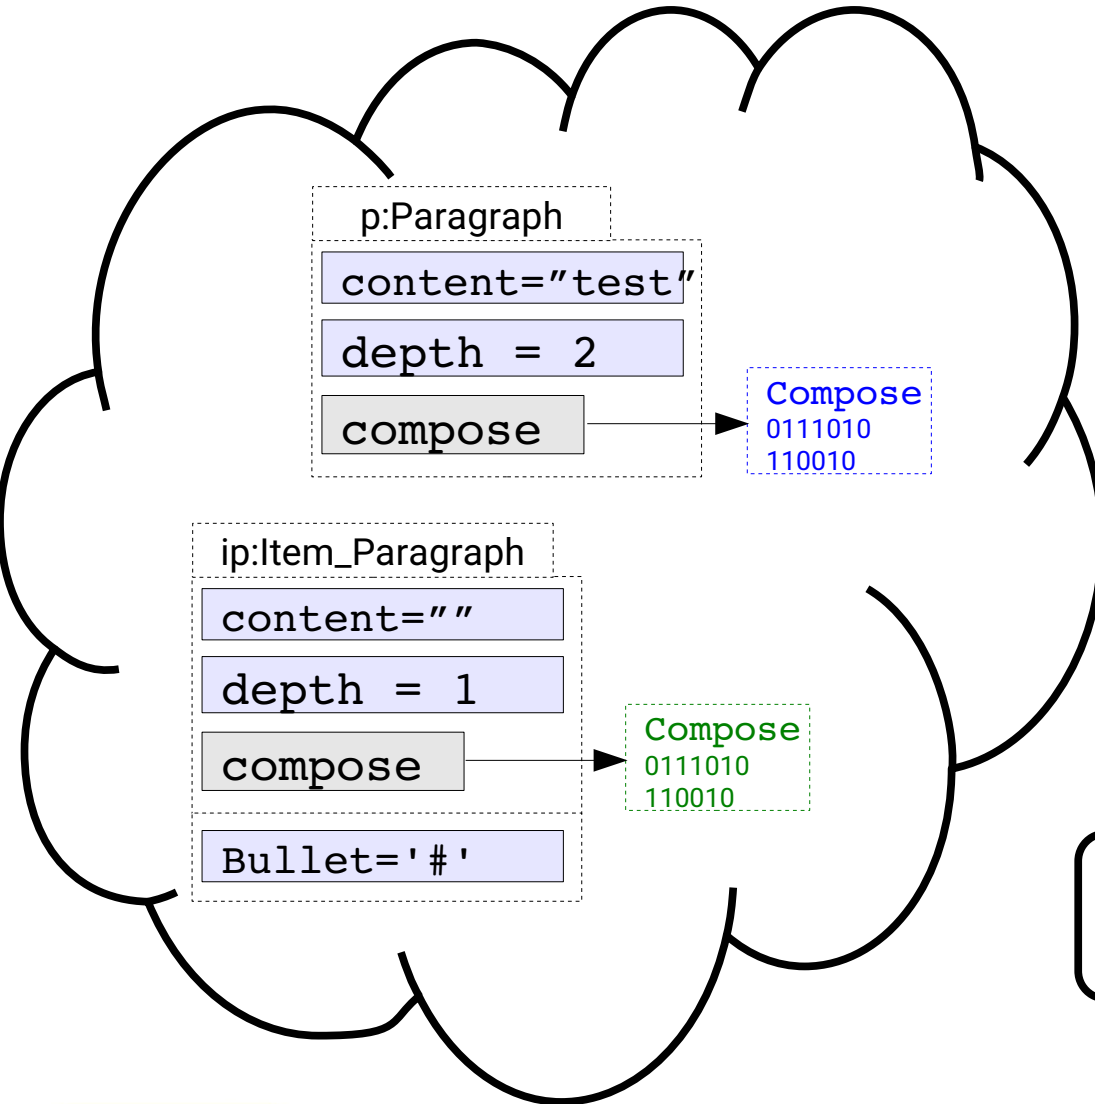 p:Paragraph
content=”test”
depth = 2
compose
Compose
0111010
110010
ip:Item_Paragraph
content=””
depth = 1
compose
Compose
0111010
110010
Bullet='#'